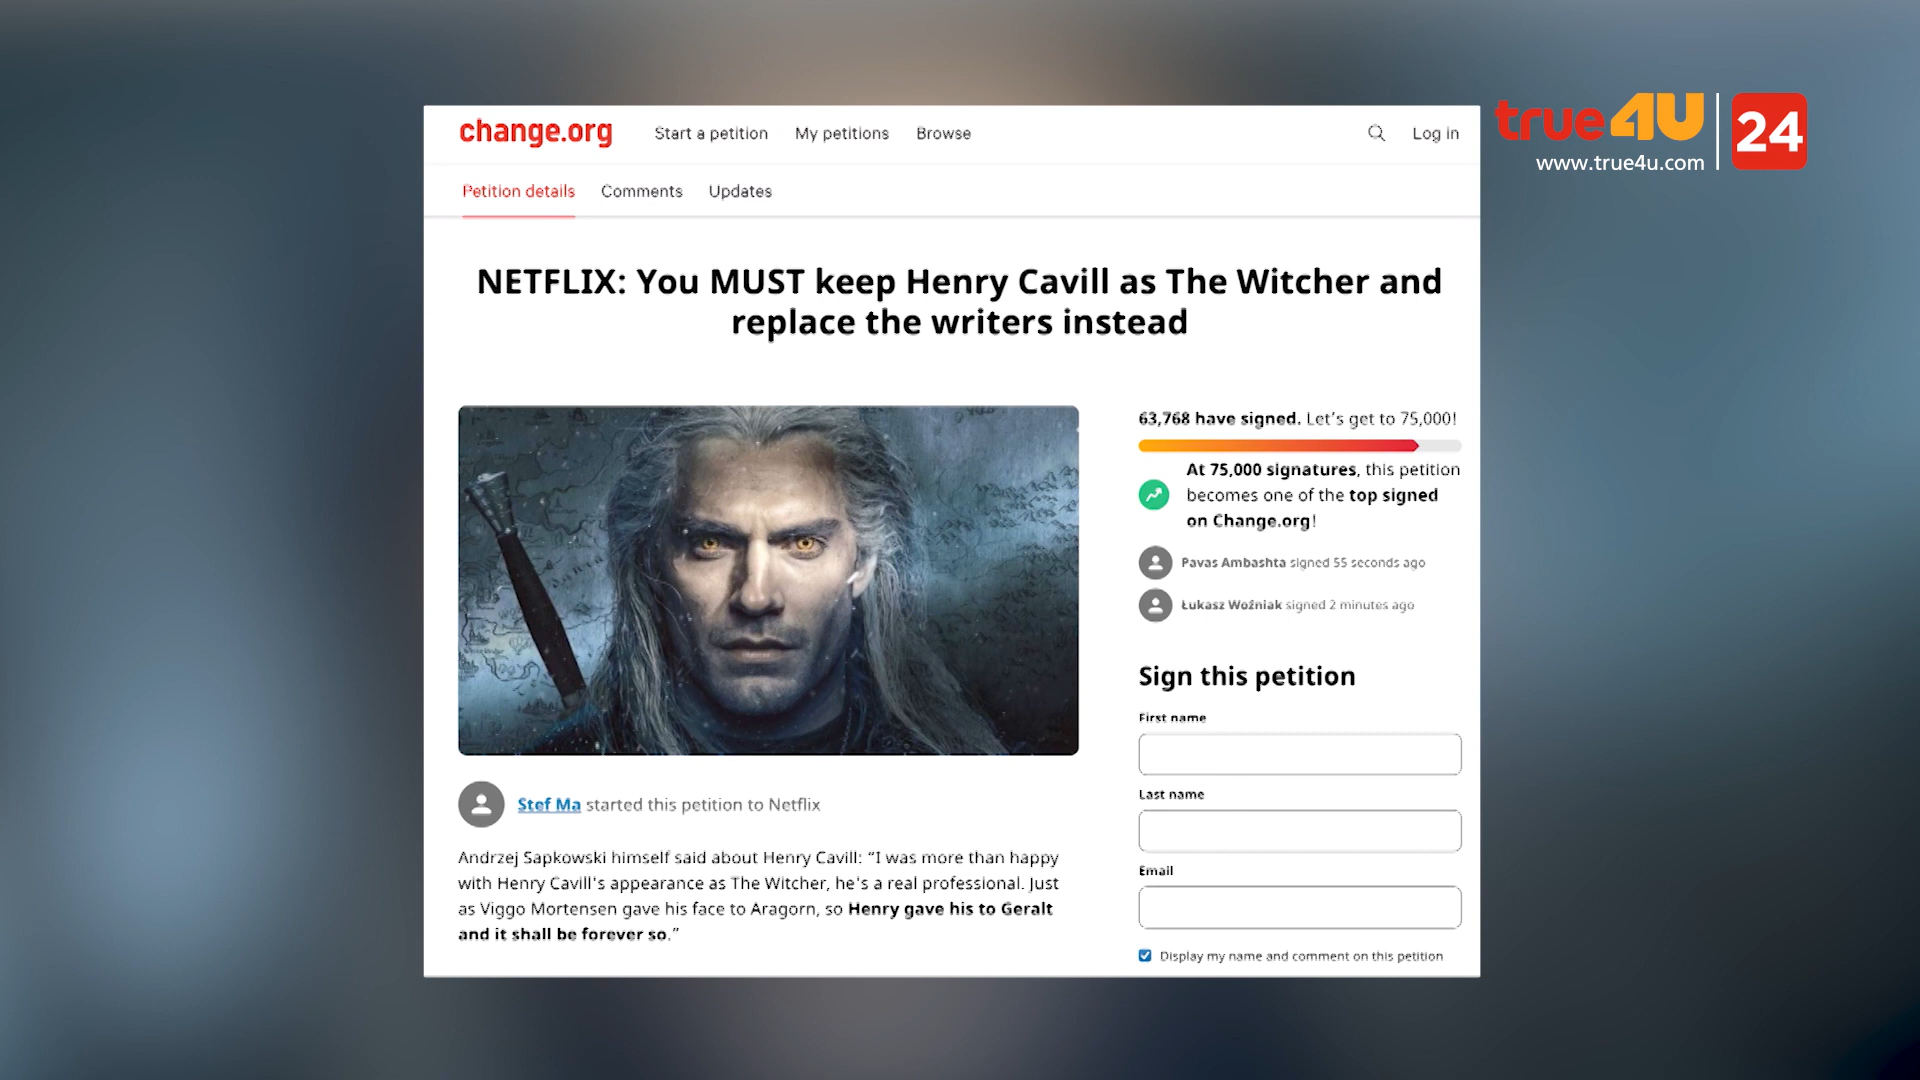 change.org
Start a petition
My petitions
Browse
Log in
true4U
24
www.true4u.com
Petition details
Comments
Updates
NETFLIX: You MUST keep Henry Cavill as The Witcher and
replace the writers instead
63,768 have signed. Let's get to 75,000!
At 75,000 signatures, this petition
becomes one of the top signed
on Change.org!
Pavas Ambashta signed 55 seconds ago
Łukasz Woźniak signed 2 minutes ago
Sign this petition
First name
Last name
Email
Display my name and comment on this petition
Stef Ma started this petition to Netflix
Andrzej Sapkowski himself said about Henry Cavill: “I was more than happy
with Henry Cavill's appearance as The Witcher, he's a real professional. Just
as Viggo Mortensen gave his face to Aragorn, so Henry gave his to Geralt
and it shall be forever so.”